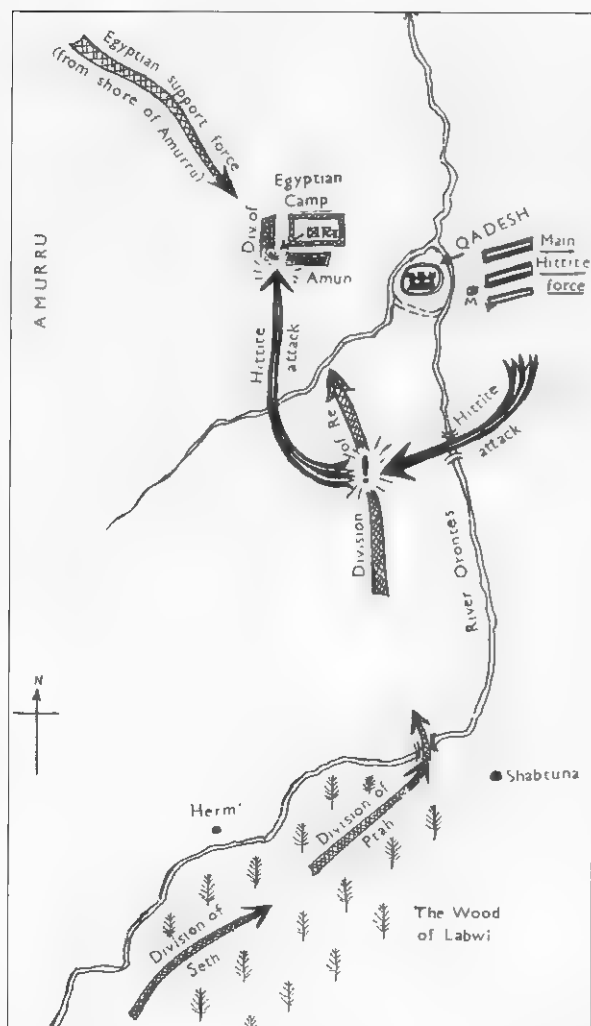 Egyptian support force
(from shore of Amurru)
AMURRU
Egyptian
Camp
Div of
Amun
QADESH
Main
Hittite
force
Hittite
attack
Hittite
attack
Division of Re
River Orontes
N
Shabtuna
Herm'
Division of
Ptah
Division of
Seth
The Wood
of Labwi